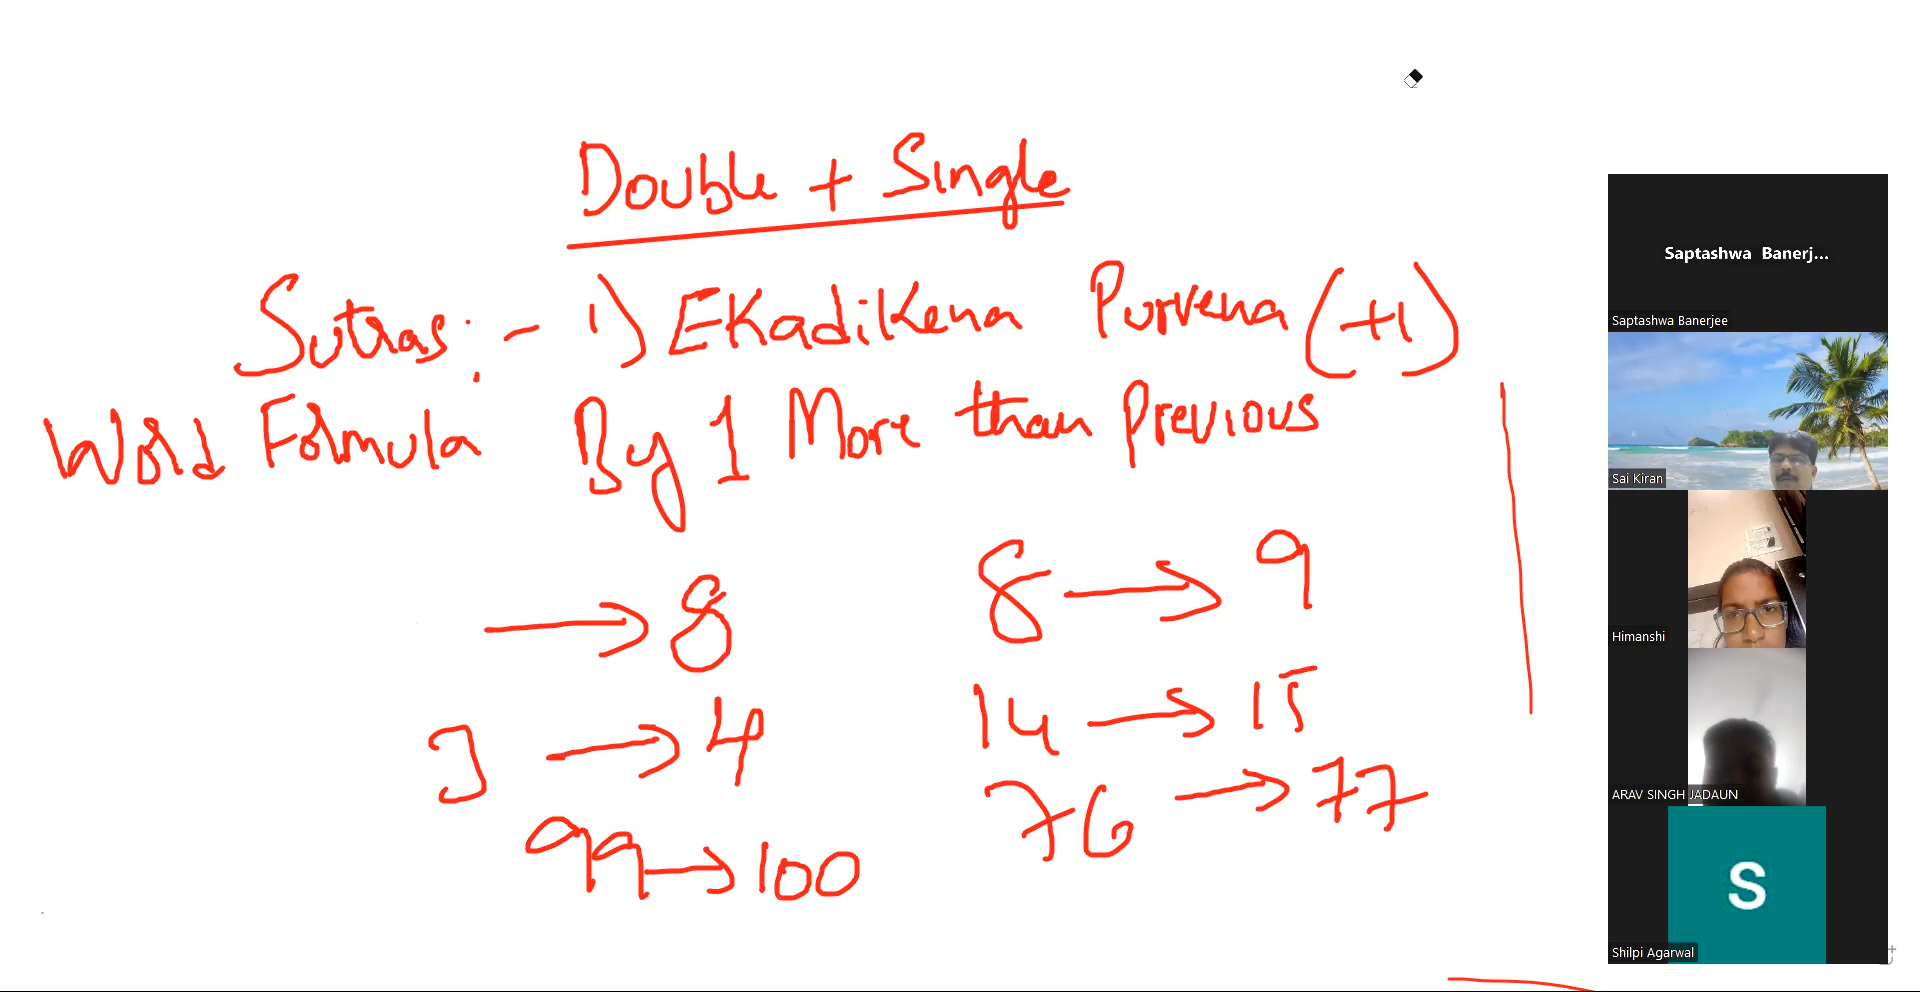 Double + Single
Sutras :- 1) Ekadikena Purvena (+1)
Word Formula By 1 More than Previous
→ 8
8 → 9
3 → 4
14 → 15
76 → 77
99 → 100
Saptashwa Banerj...
Saptashwa Banerjee
Sai Kiran
Himanshi
ARAV SINGH JADAUN
S
Shilpi Agarwal